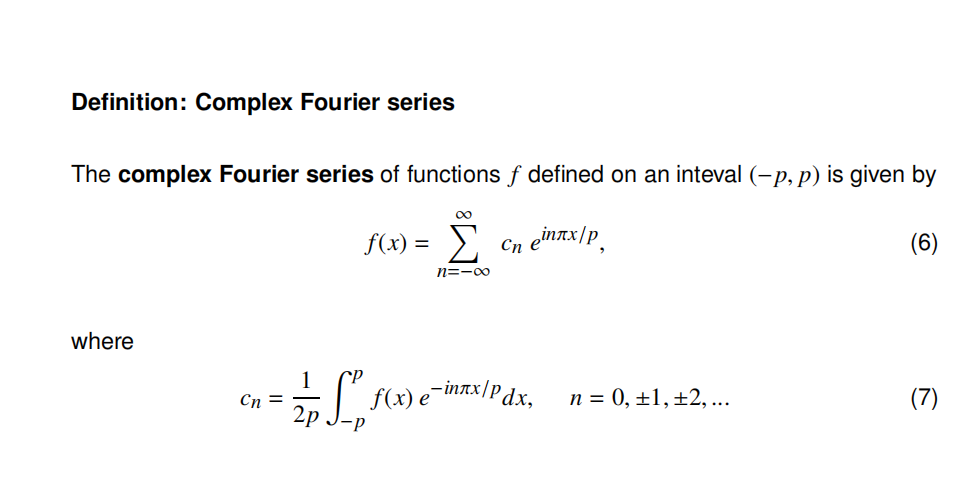 Definition: Complex Fourier series
The complex Fourier series of functions f defined on an inteval (−p, p) is given by
f(x) = ∑_{n=−∞}^{∞} c_n e^{inπx/p}, (6)
where
c_n = \frac{1}{2p} ∫_{−p}^{p} f(x) e^{−inπx/p} dx, n = 0, ±1, ±2, ... (7)